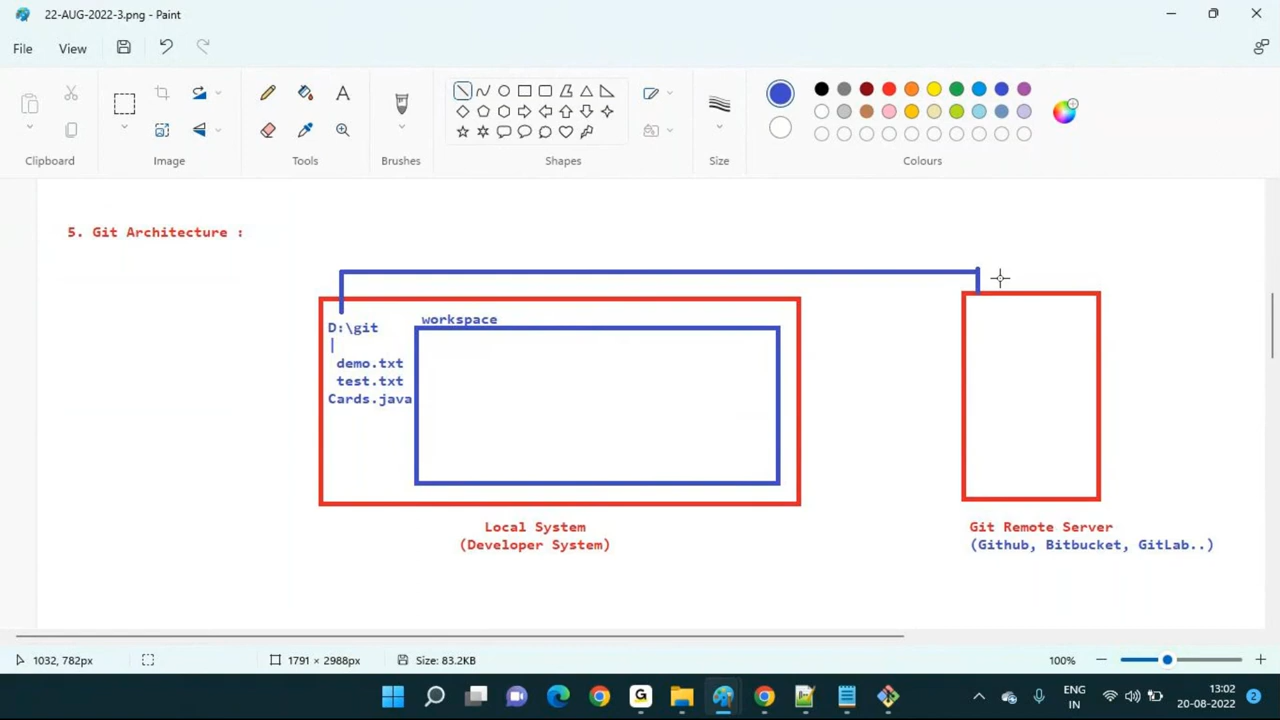 22-AUG-2022-3.png - Paint
File View
Clipboard Image Tools Brushes Shapes Size Colours
5. Git Architecture :
D:\git
workspace
|
demo.txt
test.txt
Cards.java
Local System
(Developer System)
Git Remote Server
(Github, Bitbucket, GitLab..)
1032, 782px 1791 × 2988px Size: 83.2KB 100%
ENG
IN
13:02
20-08-2022
2